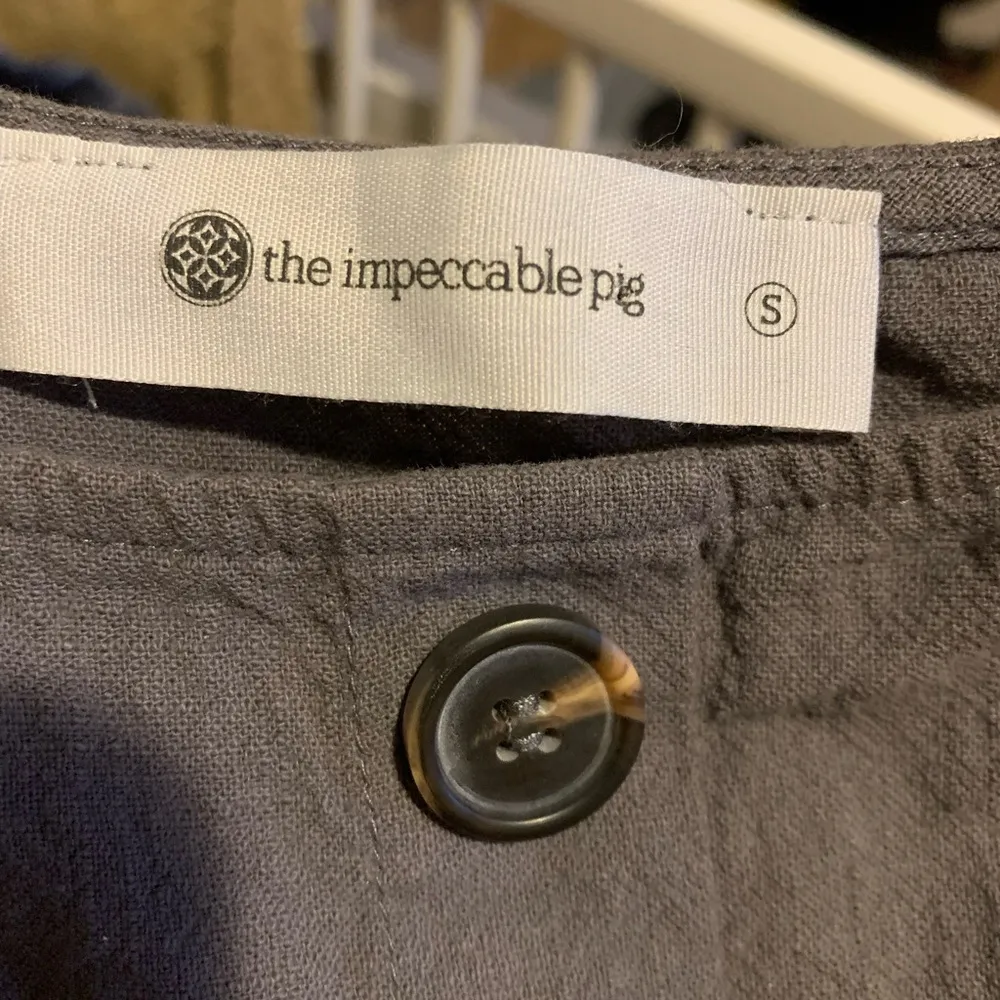 the impeccable pig S